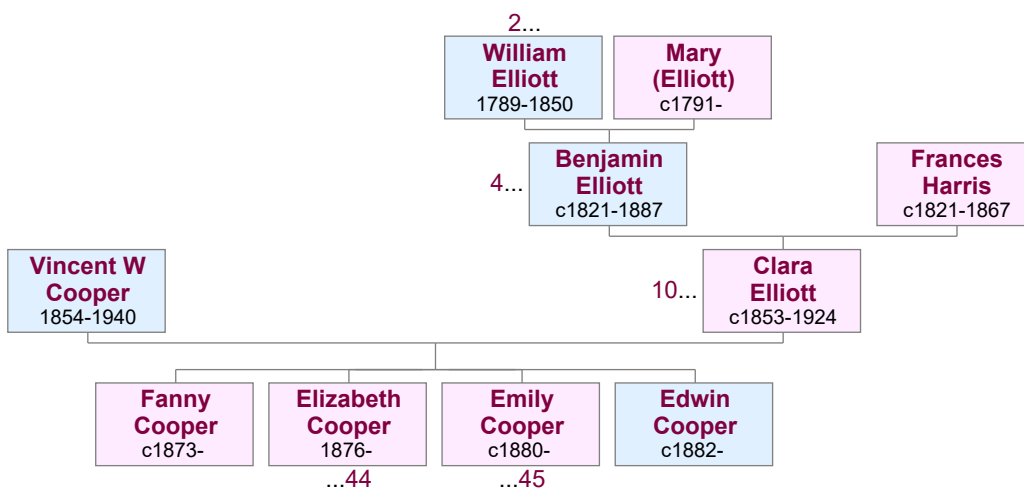 2...
William
Elliott
1789-1850
Mary
(Elliott)
c1791-
4...
Benjamin
Elliott
c1821-1887
Frances
Harris
c1821-1867
Vincent W
Cooper
1854-1940
10...
Clara
Elliott
c1853-1924
Fanny
Cooper
c1873-
Elizabeth
Cooper
1876-
...44
Emily
Cooper
c1880-
...45
Edwin
Cooper
c1882-